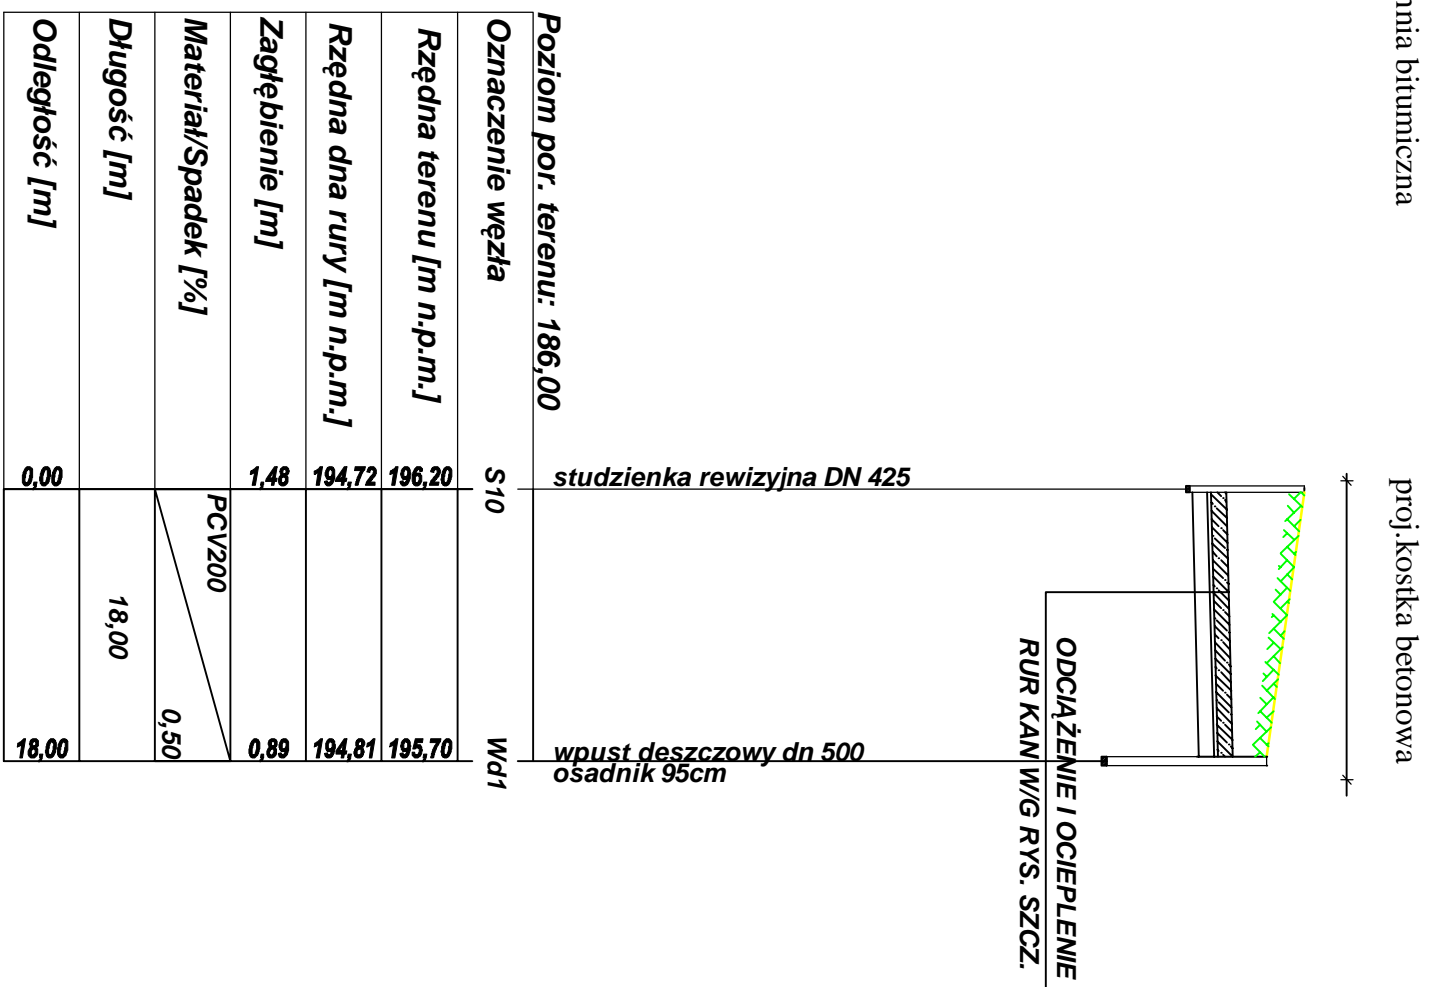 nia bitumiczna
proj.kostka betonowa
ODCIĄŻENIE I OCIEPLENIE
RUR KAN W/G RYS. SZCZ.
studzienka rewizyjna DN 425
wpust deszczowy dn 500
osadnik 95cm
Poziom por. terenu: 186,00
Oznaczenie węzła S10 Wd1
Rzędna terenu [m n.p.m.] 196,20 195,70
Rzędna dna rury [m n.p.m.] 194,72 194,81
Zagłębienie [m] 1,48 0,89
Materiał/Spadek [%] PCV200 0,50
Długość [m] 18,00
Odległość [m] 0,00 18,00